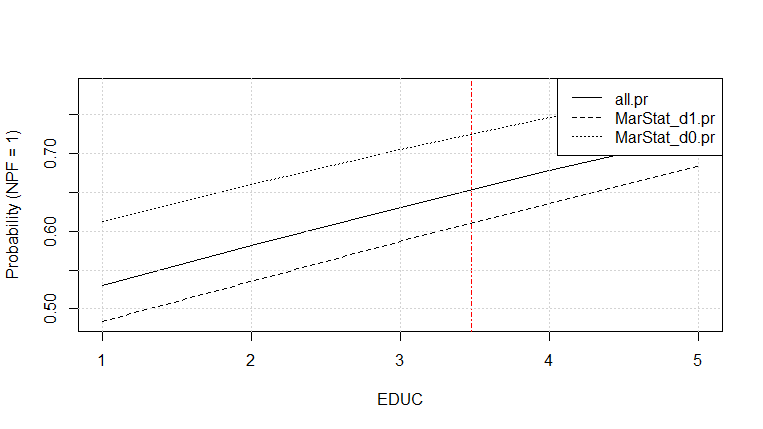 all.pr
MarStat_d1.pr
MarStat_d0.pr
Probability (NPF = 1)
0.70
0.60
0.50
1 2 3 4 5
EDUC